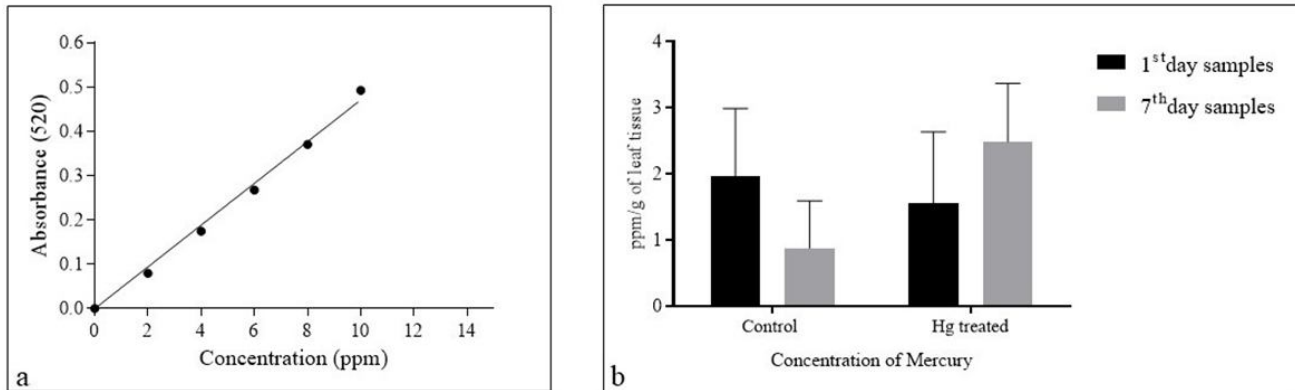 0.6
0.5
0.4
0.3
0.2
0.1
0.0
Absorbance (520)
0 2 4 6 8 10 12 14
Concentration (ppm)
a
4
3
2
1
0
ppm/g of leaf tissue
Control Hg treated
Concentration of Mercury
1st day samples
7th day samples
b